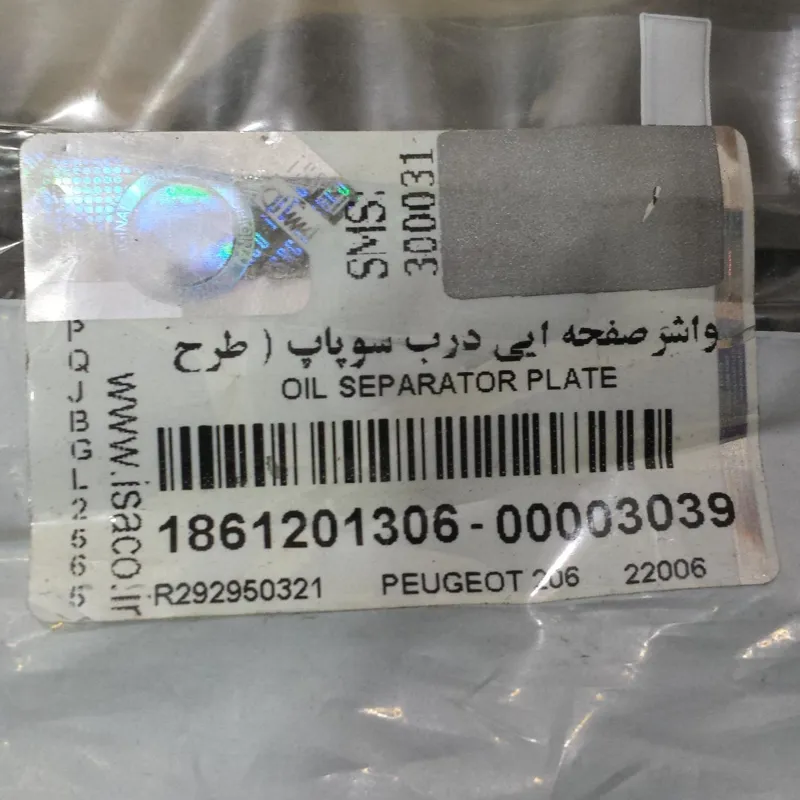 SMS:
300031
واشر صفحه ایی درب سوپاپ ( طرح
OIL SEPARATOR PLATE
1861201306-00003039
R292950321 PEUGEOT 206 22006
www.isaco.ir
PQJBGL2565